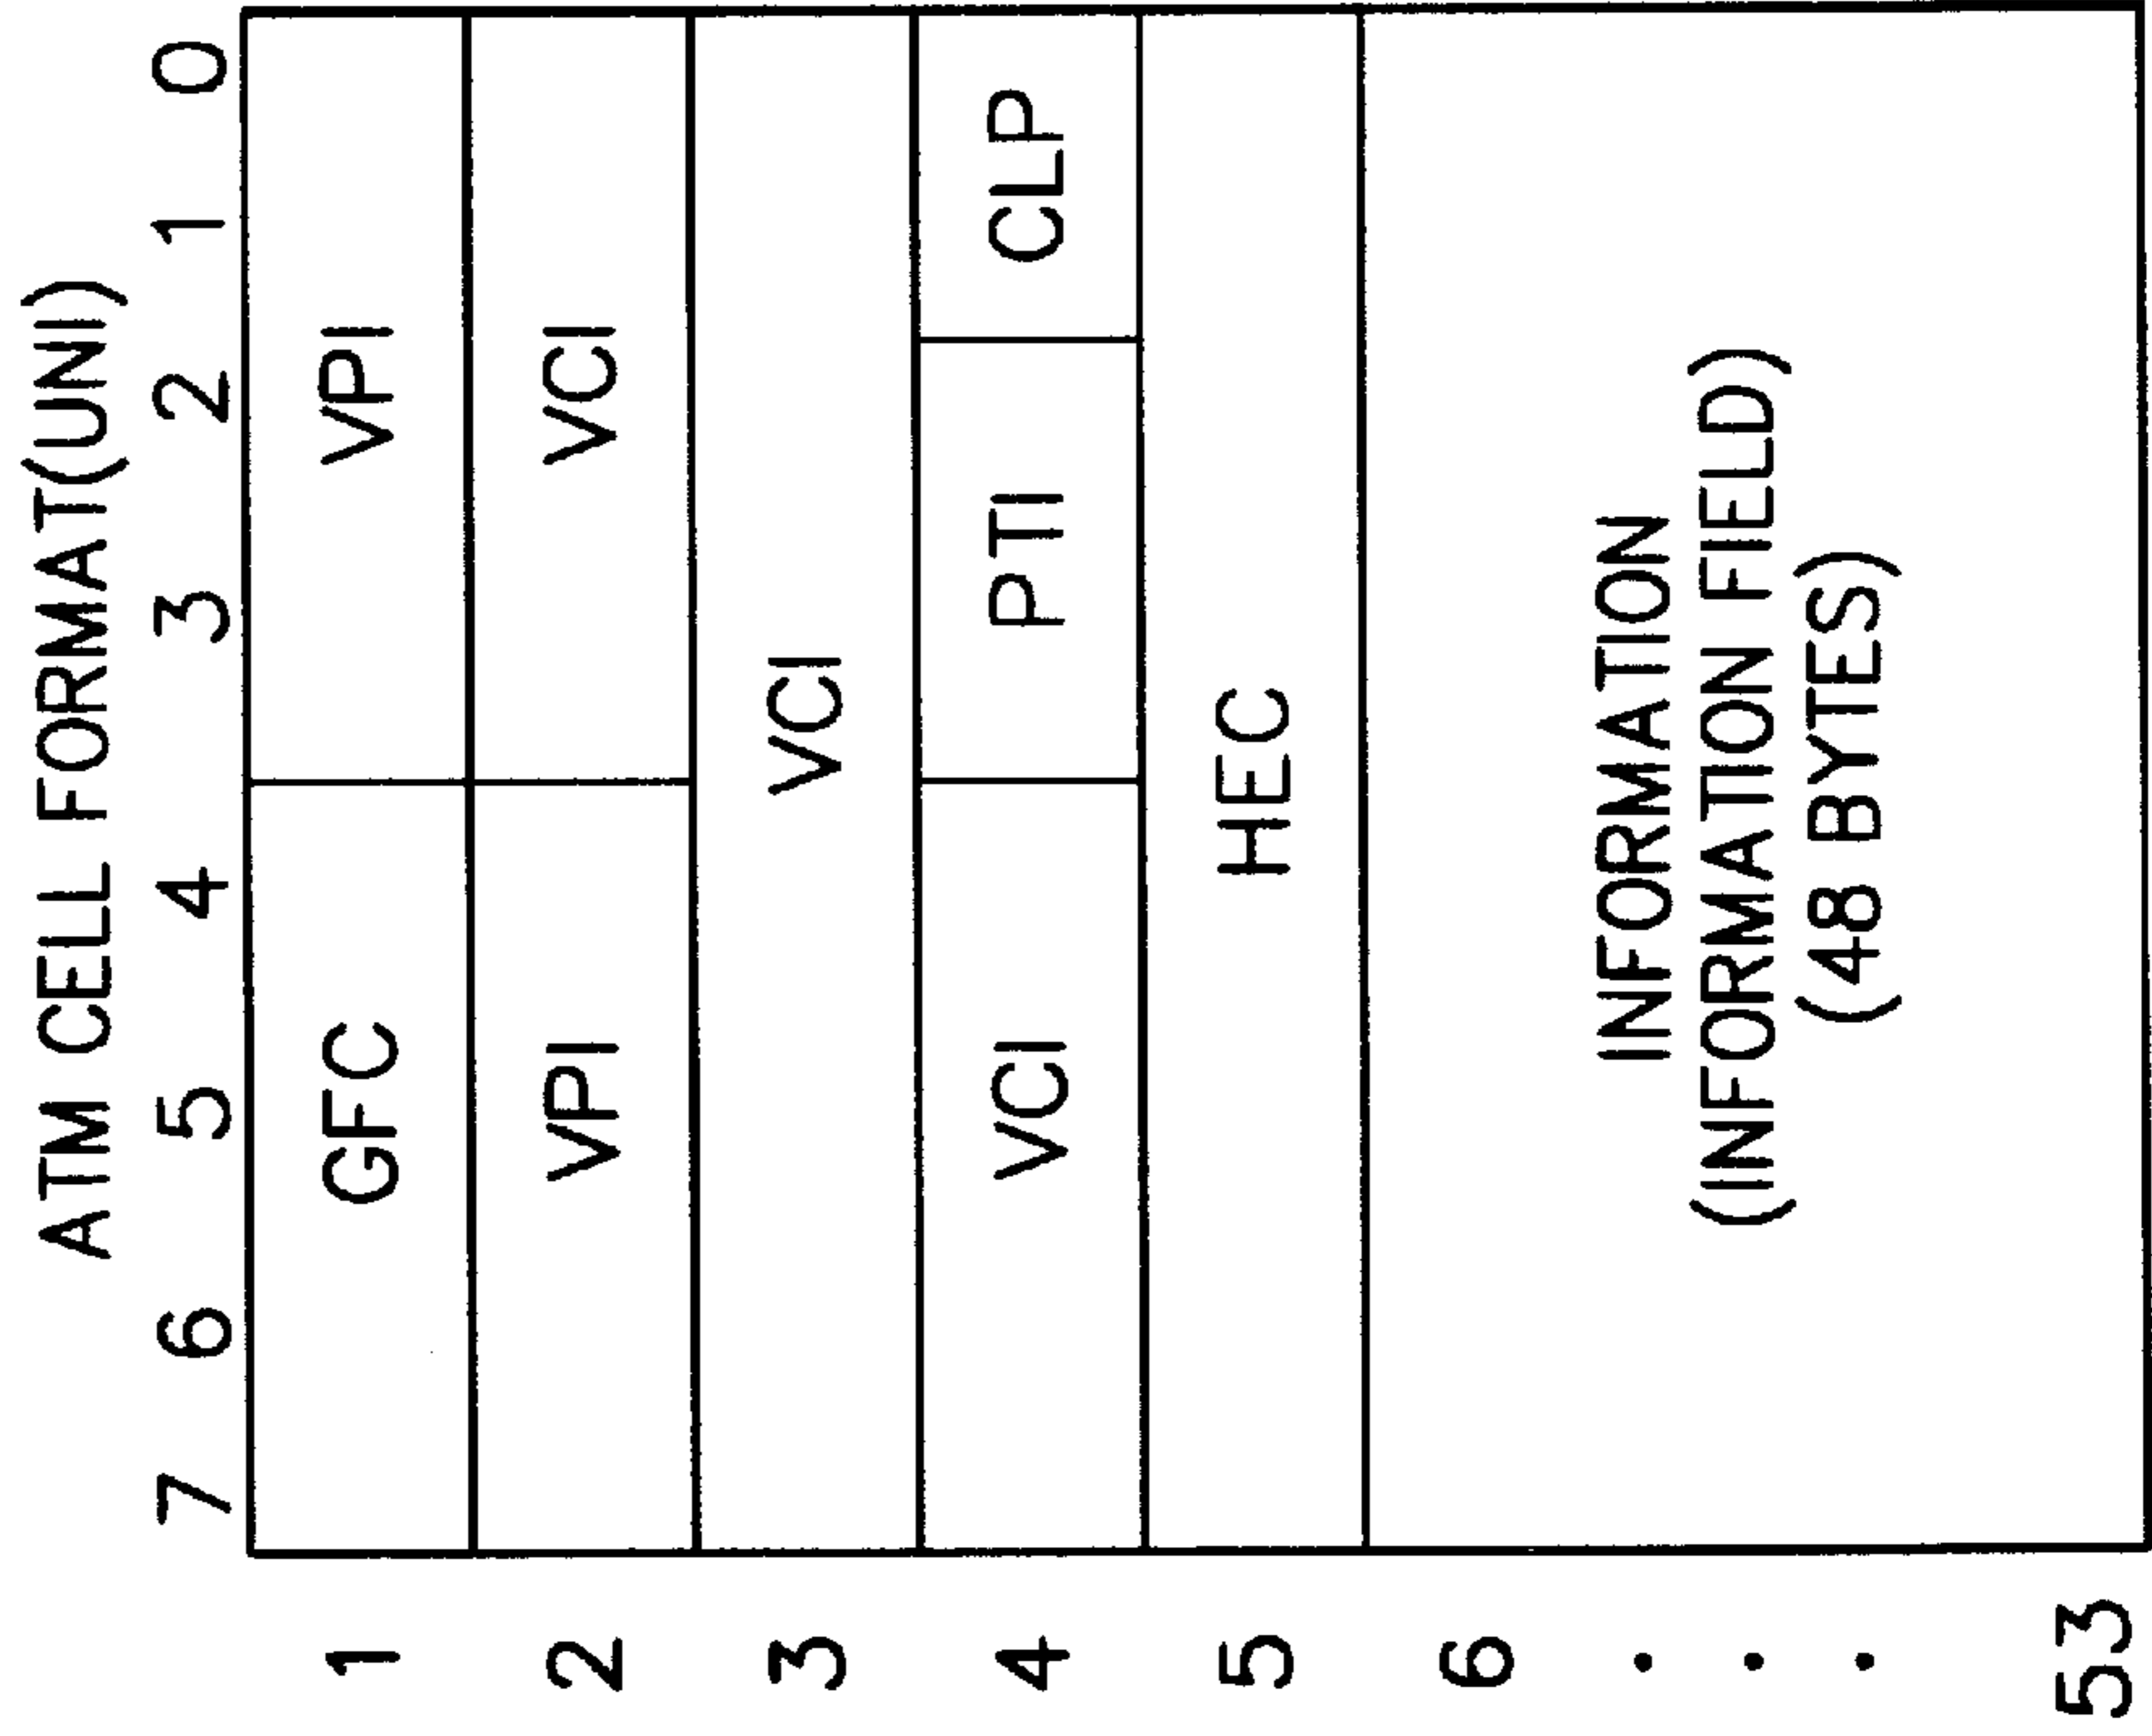 ATM CELL FORMAT(UNI)
7 6 5 4 3 2 1 0
1 GFC VPI
2 VPI VCI
3 VCI
4 VCI PTI CLP
5 HEC
6
INFORMATION
(INFORMATION FIELD)
(48 BYTES)
53